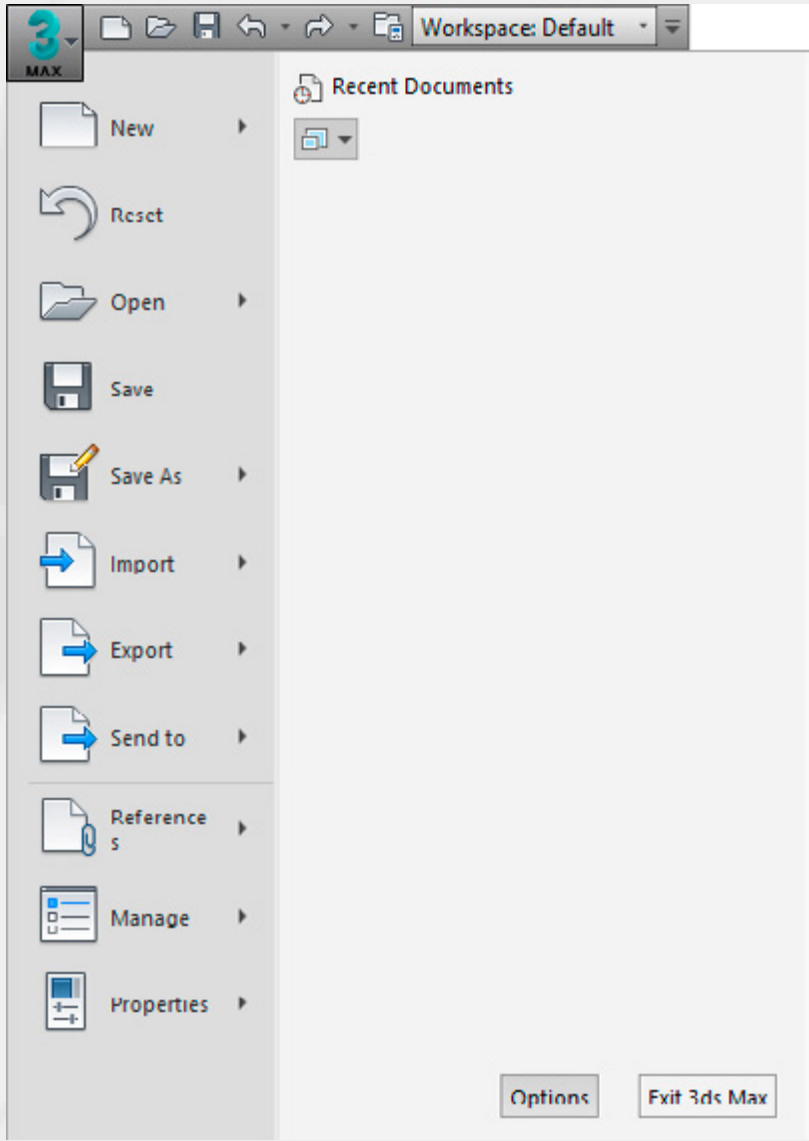 3
MAX
Workspace: Default
Recent Documents
New
Reset
Open
Save
Save As
Import
Export
Send to
Reference
s
Manage
Properties
Options
Exit 3ds Max